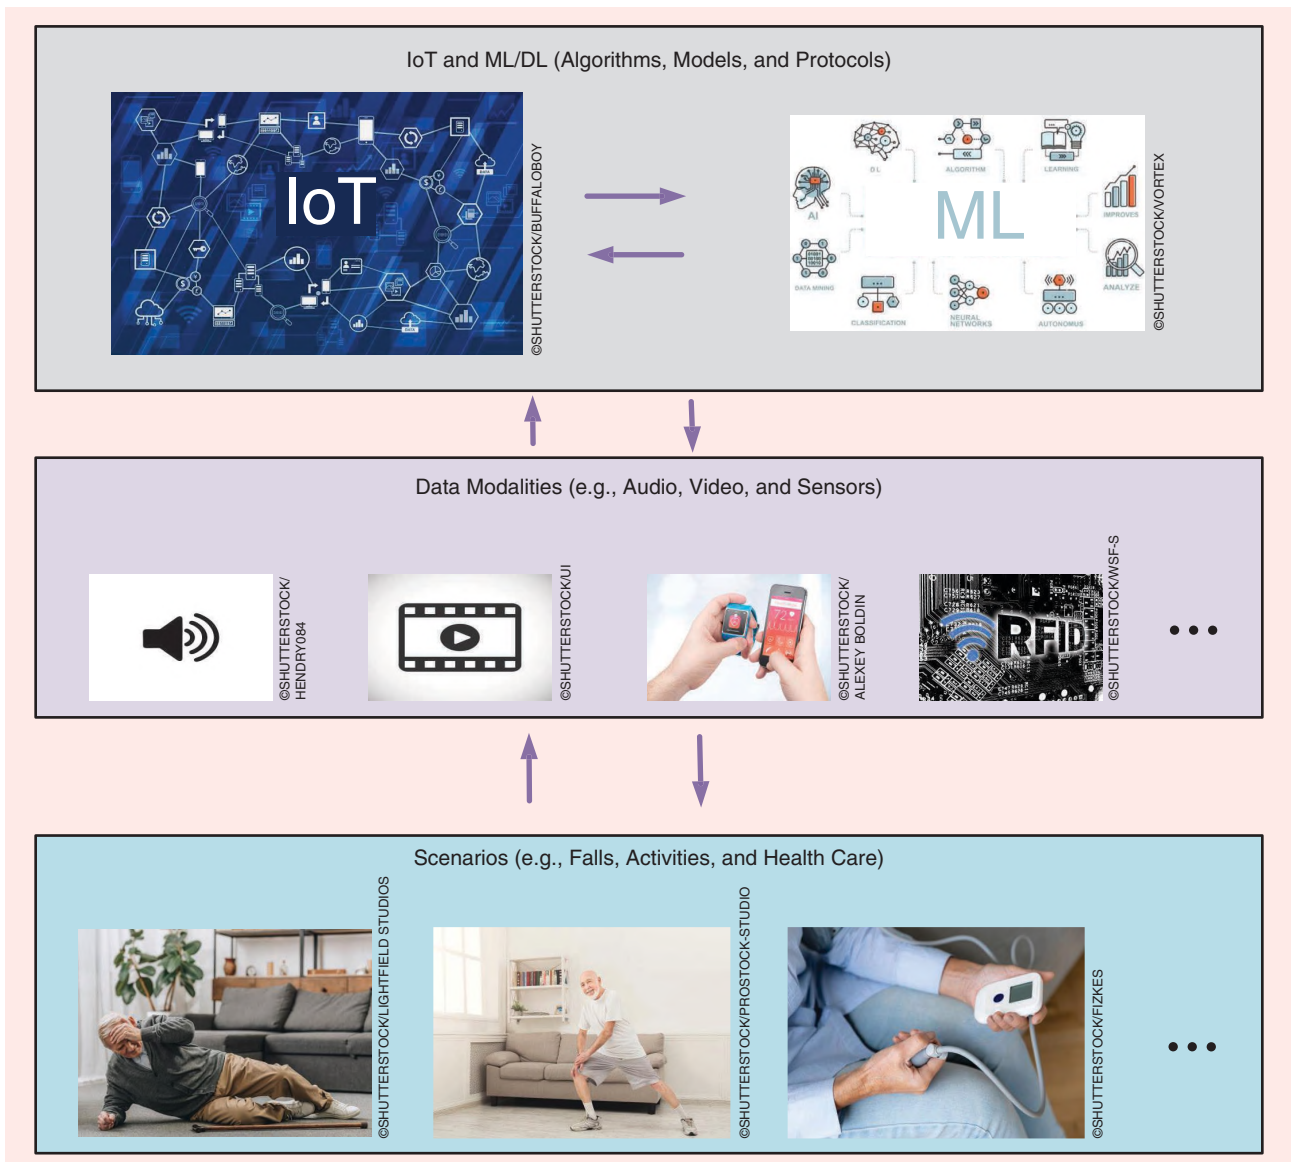 IoT and ML/DL (Algorithms, Models, and Protocols)
IoT
©SHUTTERSTOCK/BUFFALOBOY
DL
ALGORITHM
LEARNING
AI
ML
IMPROVES
DATA MINING
ANALYZE
CLASSIFICATION
NEURAL
NETWORKS
AUTONOMUS
©SHUTTERSTOCK/VORTEX
Data Modalities (e.g., Audio, Video, and Sensors)
©SHUTTERSTOCK/
HENDRY084
©SHUTTERSTOCK/UI
72
©SHUTTERSTOCK/
ALEXEY BOLDIN
RFID
©SHUTTERSTOCK/WSF-S
•••
Scenarios (e.g., Falls, Activities, and Health Care)
©SHUTTERSTOCK/LIGHTFIELD STUDIOS
©SHUTTERSTOCK/PROSTOCK-STUDIO
©SHUTTERSTOCK/FIZKES
•••